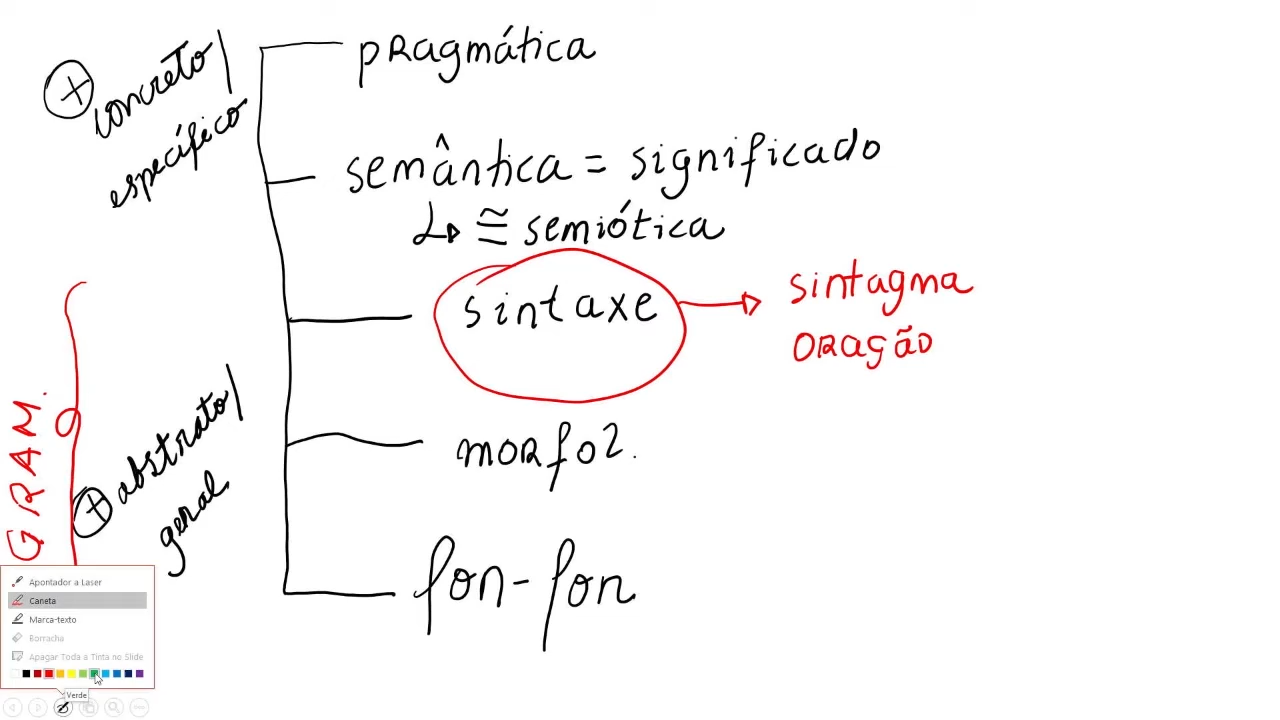 pragmática
+ concreto/
específico
semântica = significado
↳ ≅ semiótica
sintaxe → sintagma
oração
GRAM.
+ abstrato/
geral
morfol.
fon-fon
Apontador a Laser
Caneta
Marca-texto
Borracha
Apagar Toda a Tinta no Slide
Verde